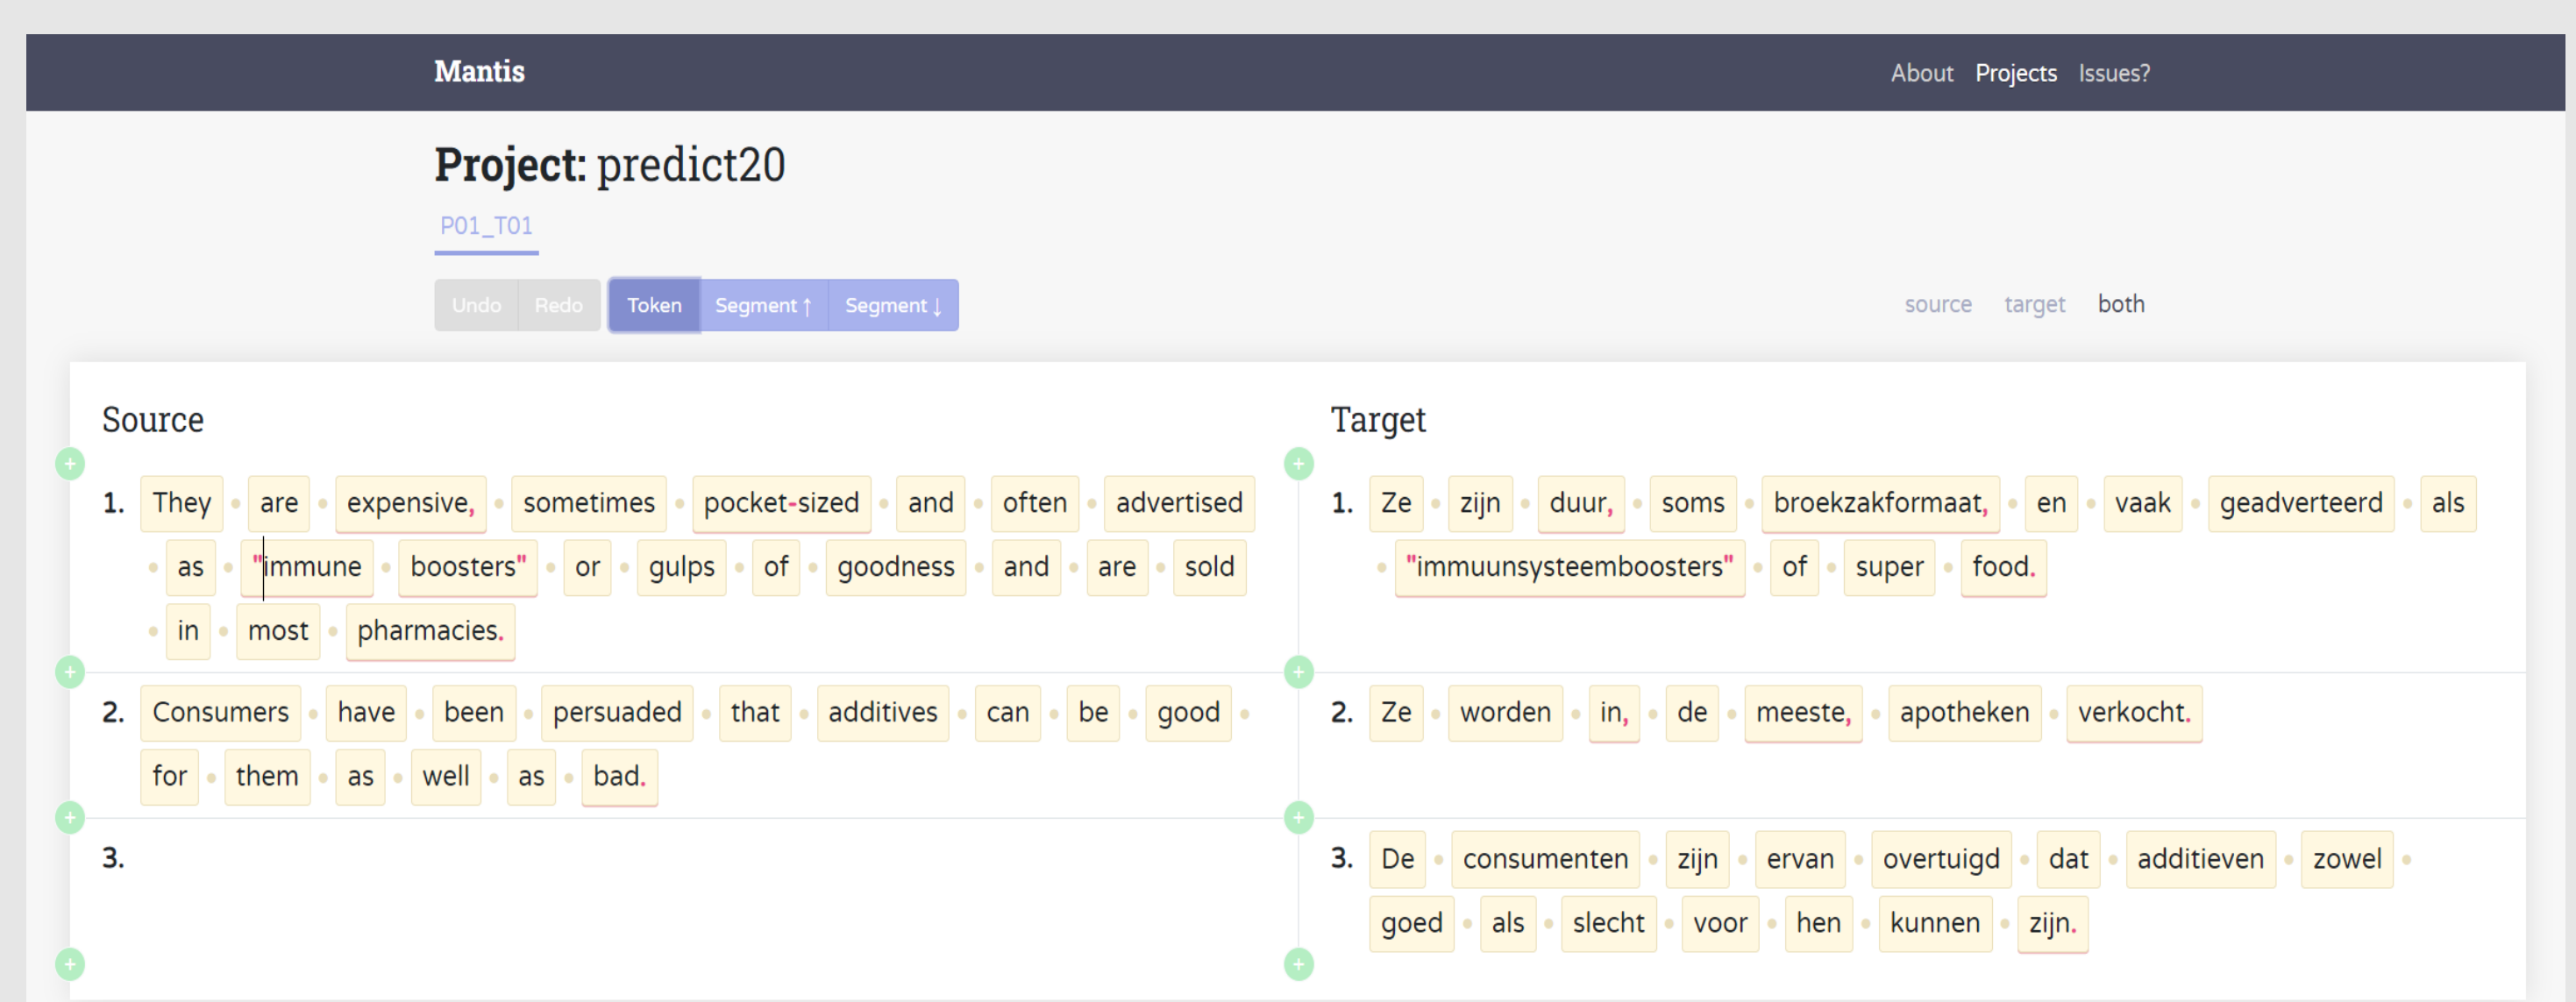 Mantis
About Projects Issues?
Project: predict20
P01_T01
Undo Redo Token Segment ↑ Segment ↓
source target both
Source
1. They are expensive, sometimes pocket-sized and often advertised
as "immune boosters" or gulps of goodness and are sold
in most pharmacies.
2. Consumers have been persuaded that additives can be good
for them as well as bad.
3.
Target
1. Ze zijn duur, soms broekzakformaat, en vaak geadverteerd als
"immuunsysteemboosters" of super food.
2. Ze worden in, de meeste, apotheken verkocht.
3. De consumenten zijn ervan overtuigd dat additieven zowel
goed als slecht voor hen kunnen zijn.